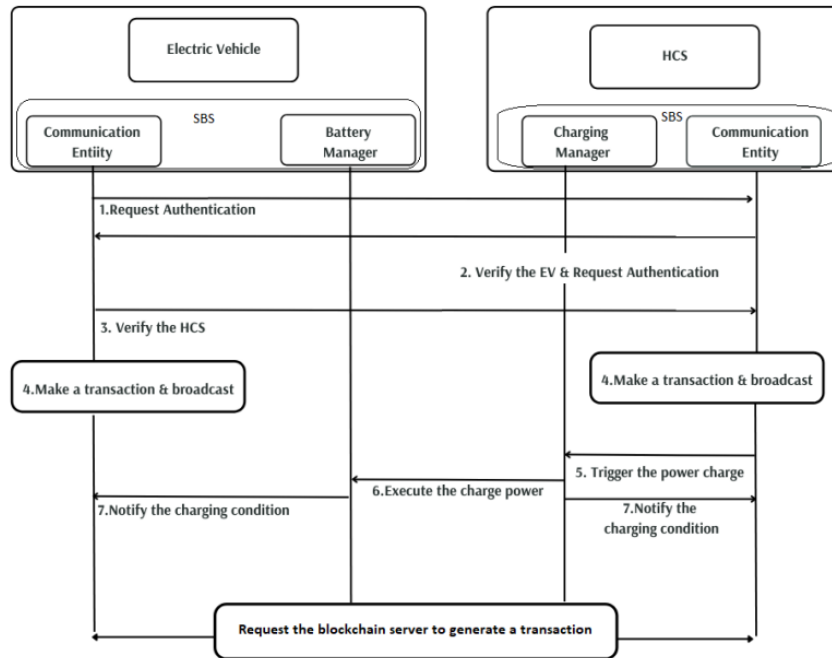 Electric Vehicle
HCS
SBS
SBS
Communication
Entiity
Battery
Manager
Charging
Manager
Communication
Entity
1.Request Authentication
2. Verify the EV & Request Authentication
3. Verify the HCS
4.Make a transaction & broadcast
4.Make a transaction & broadcast
5. Trigger the power charge
6.Execute the charge power
7.Notify the charging condition
7.Notify the
charging condition
Request the blockchain server to generate a transaction